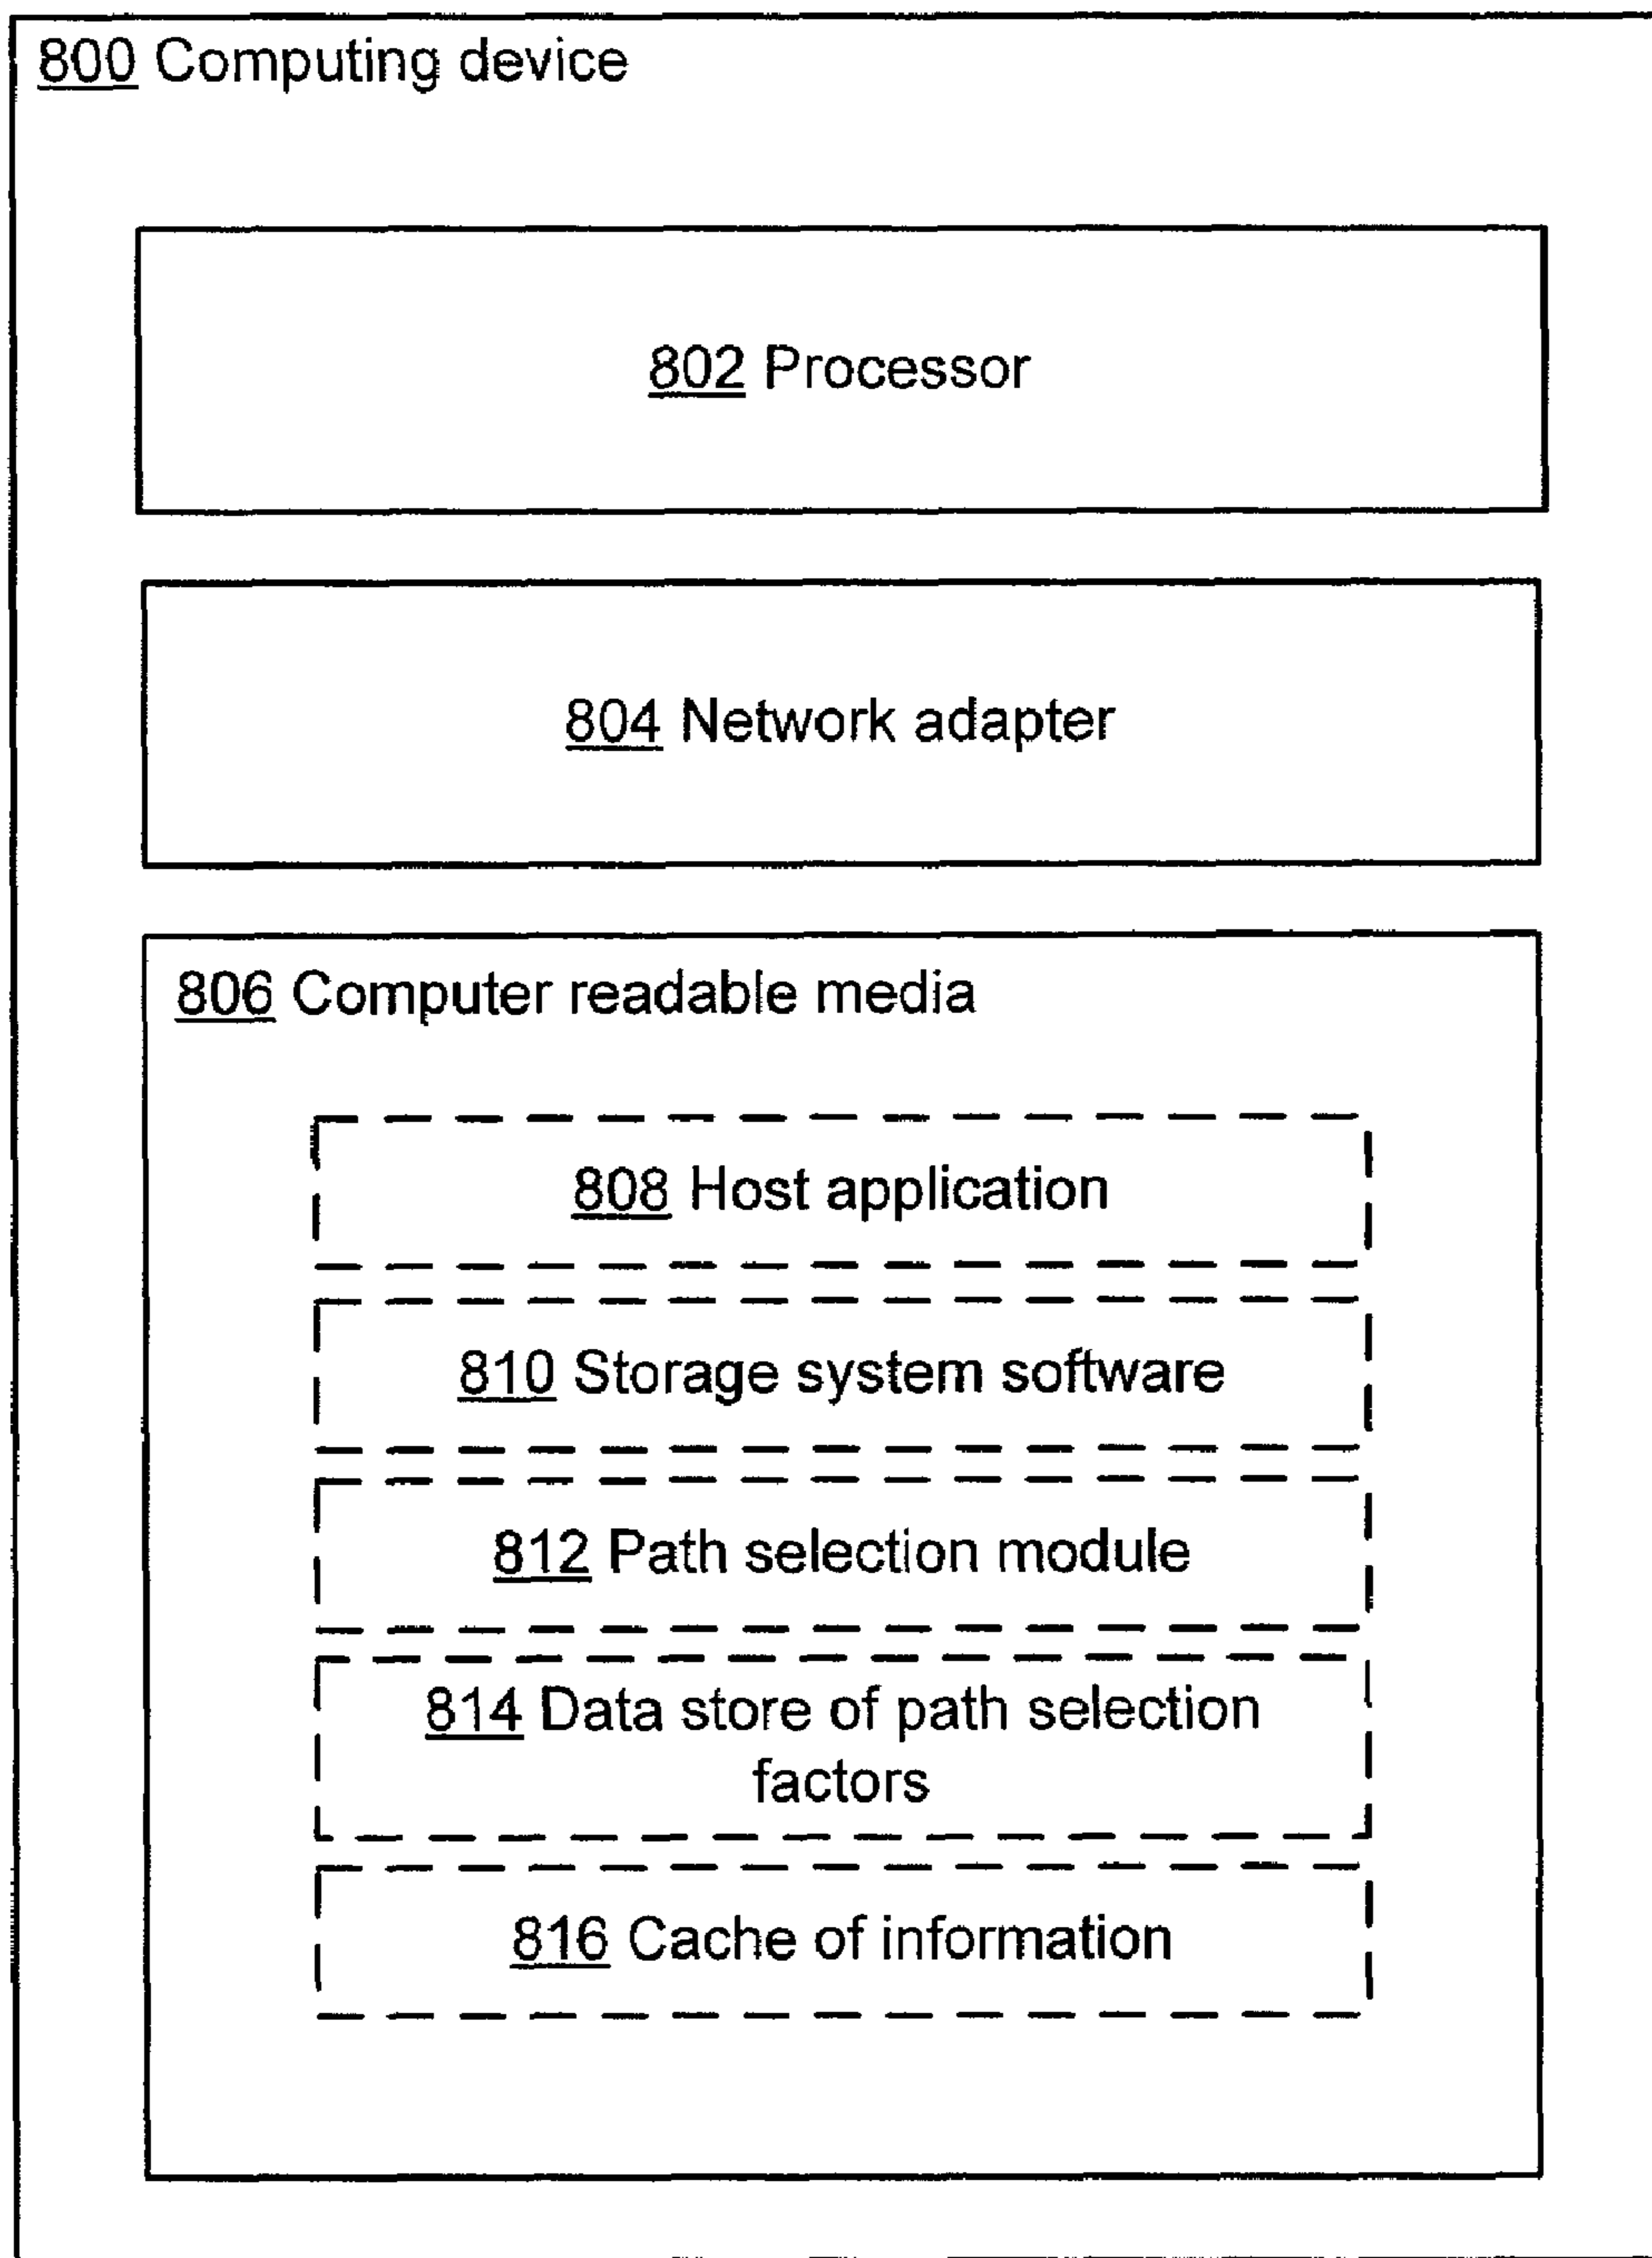 800 Computing device
802 Processor
804 Network adapter
806 Computer readable media
808 Host application
810 Storage system software
812 Path selection module
814 Data store of path selection
factors
816 Cache of information